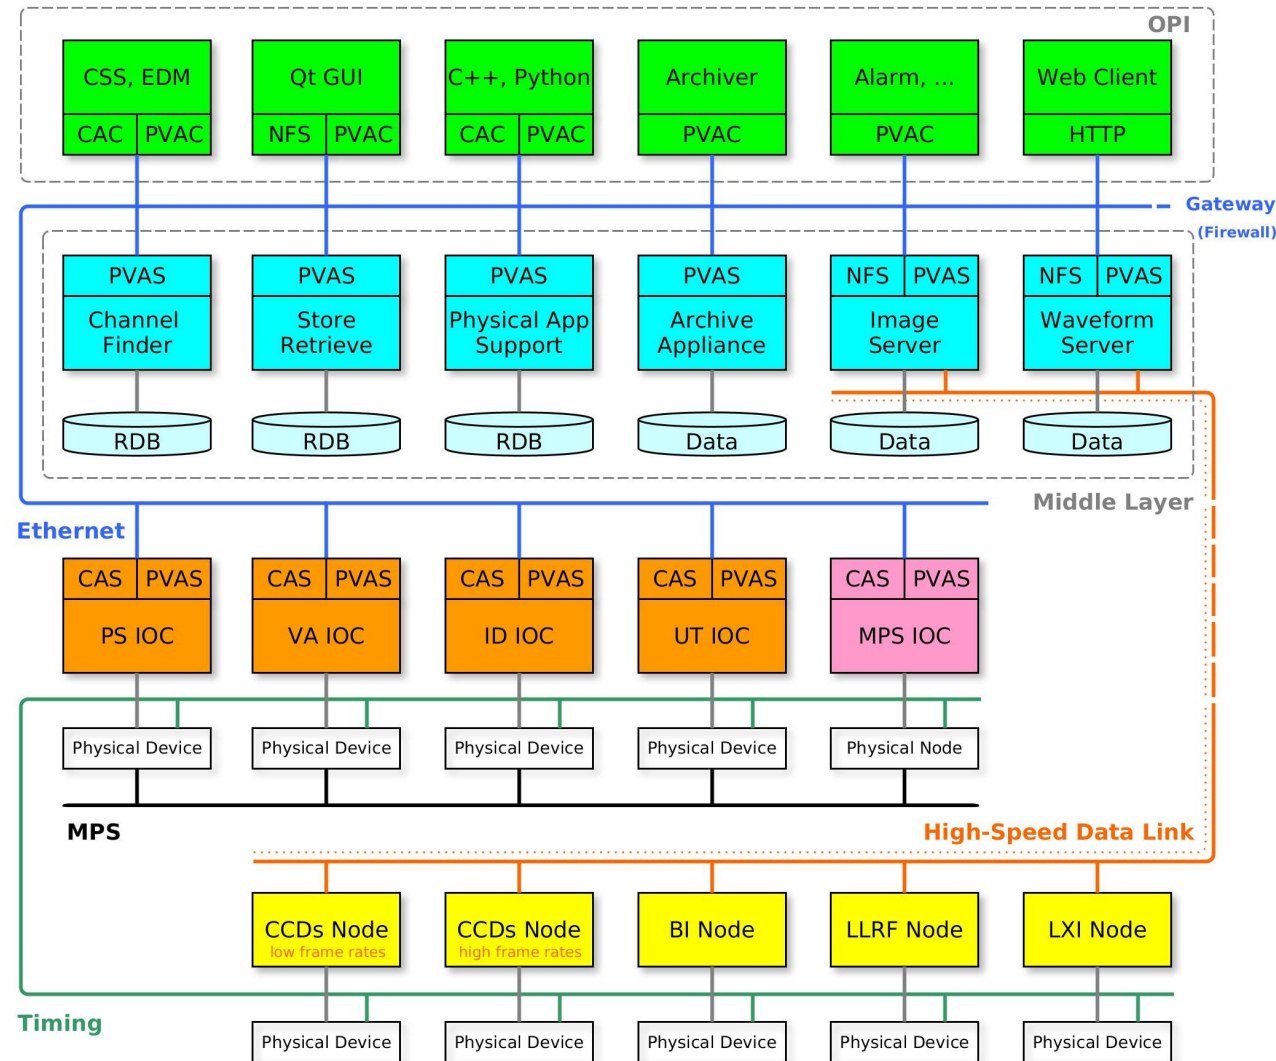 OPI
CSS, EDM
Qt GUI
C++, Python
Archiver
Alarm, ...
Web Client
CAC PVAC
NFS PVAC
CAC PVAC
PVAC
PVAC
HTTP
Gateway
(Firewall)
PVAS
PVAS
PVAS
PVAS
NFS PVAS
NFS PVAS
Channel
Finder
Store
Retrieve
Physical App
Support
Archive
Appliance
Image
Server
Waveform
Server
RDB
RDB
RDB
Data
Data
Data
Middle Layer
Ethernet
CAS PVAS
CAS PVAS
CAS PVAS
CAS PVAS
CAS PVAS
PS IOC
VA IOC
ID IOC
UT IOC
MPS IOC
Physical Device
Physical Device
Physical Device
Physical Device
Physical Node
MPS
High-Speed Data Link
CCDs Node
low frame rates
CCDs Node
high frame rates
BI Node
LLRF Node
LXI Node
Timing
Physical Device
Physical Device
Physical Device
Physical Device
Physical Device